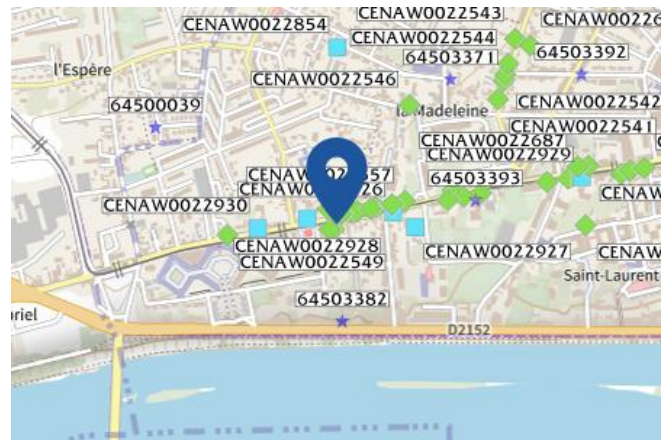 CENAW0022543
CENAW0022854
CENAW0022544
64503371
64503392
l'Espère
CENAW0022546
64500039
la Madeleine
CENAW0022542
CENAW0022541
CENAW0022687
CENAW0022929
64503393
CENAW0022930
CENAW0022928
CENAW0022927
CENAW0022549
Saint-Laurent
64503382
D2152